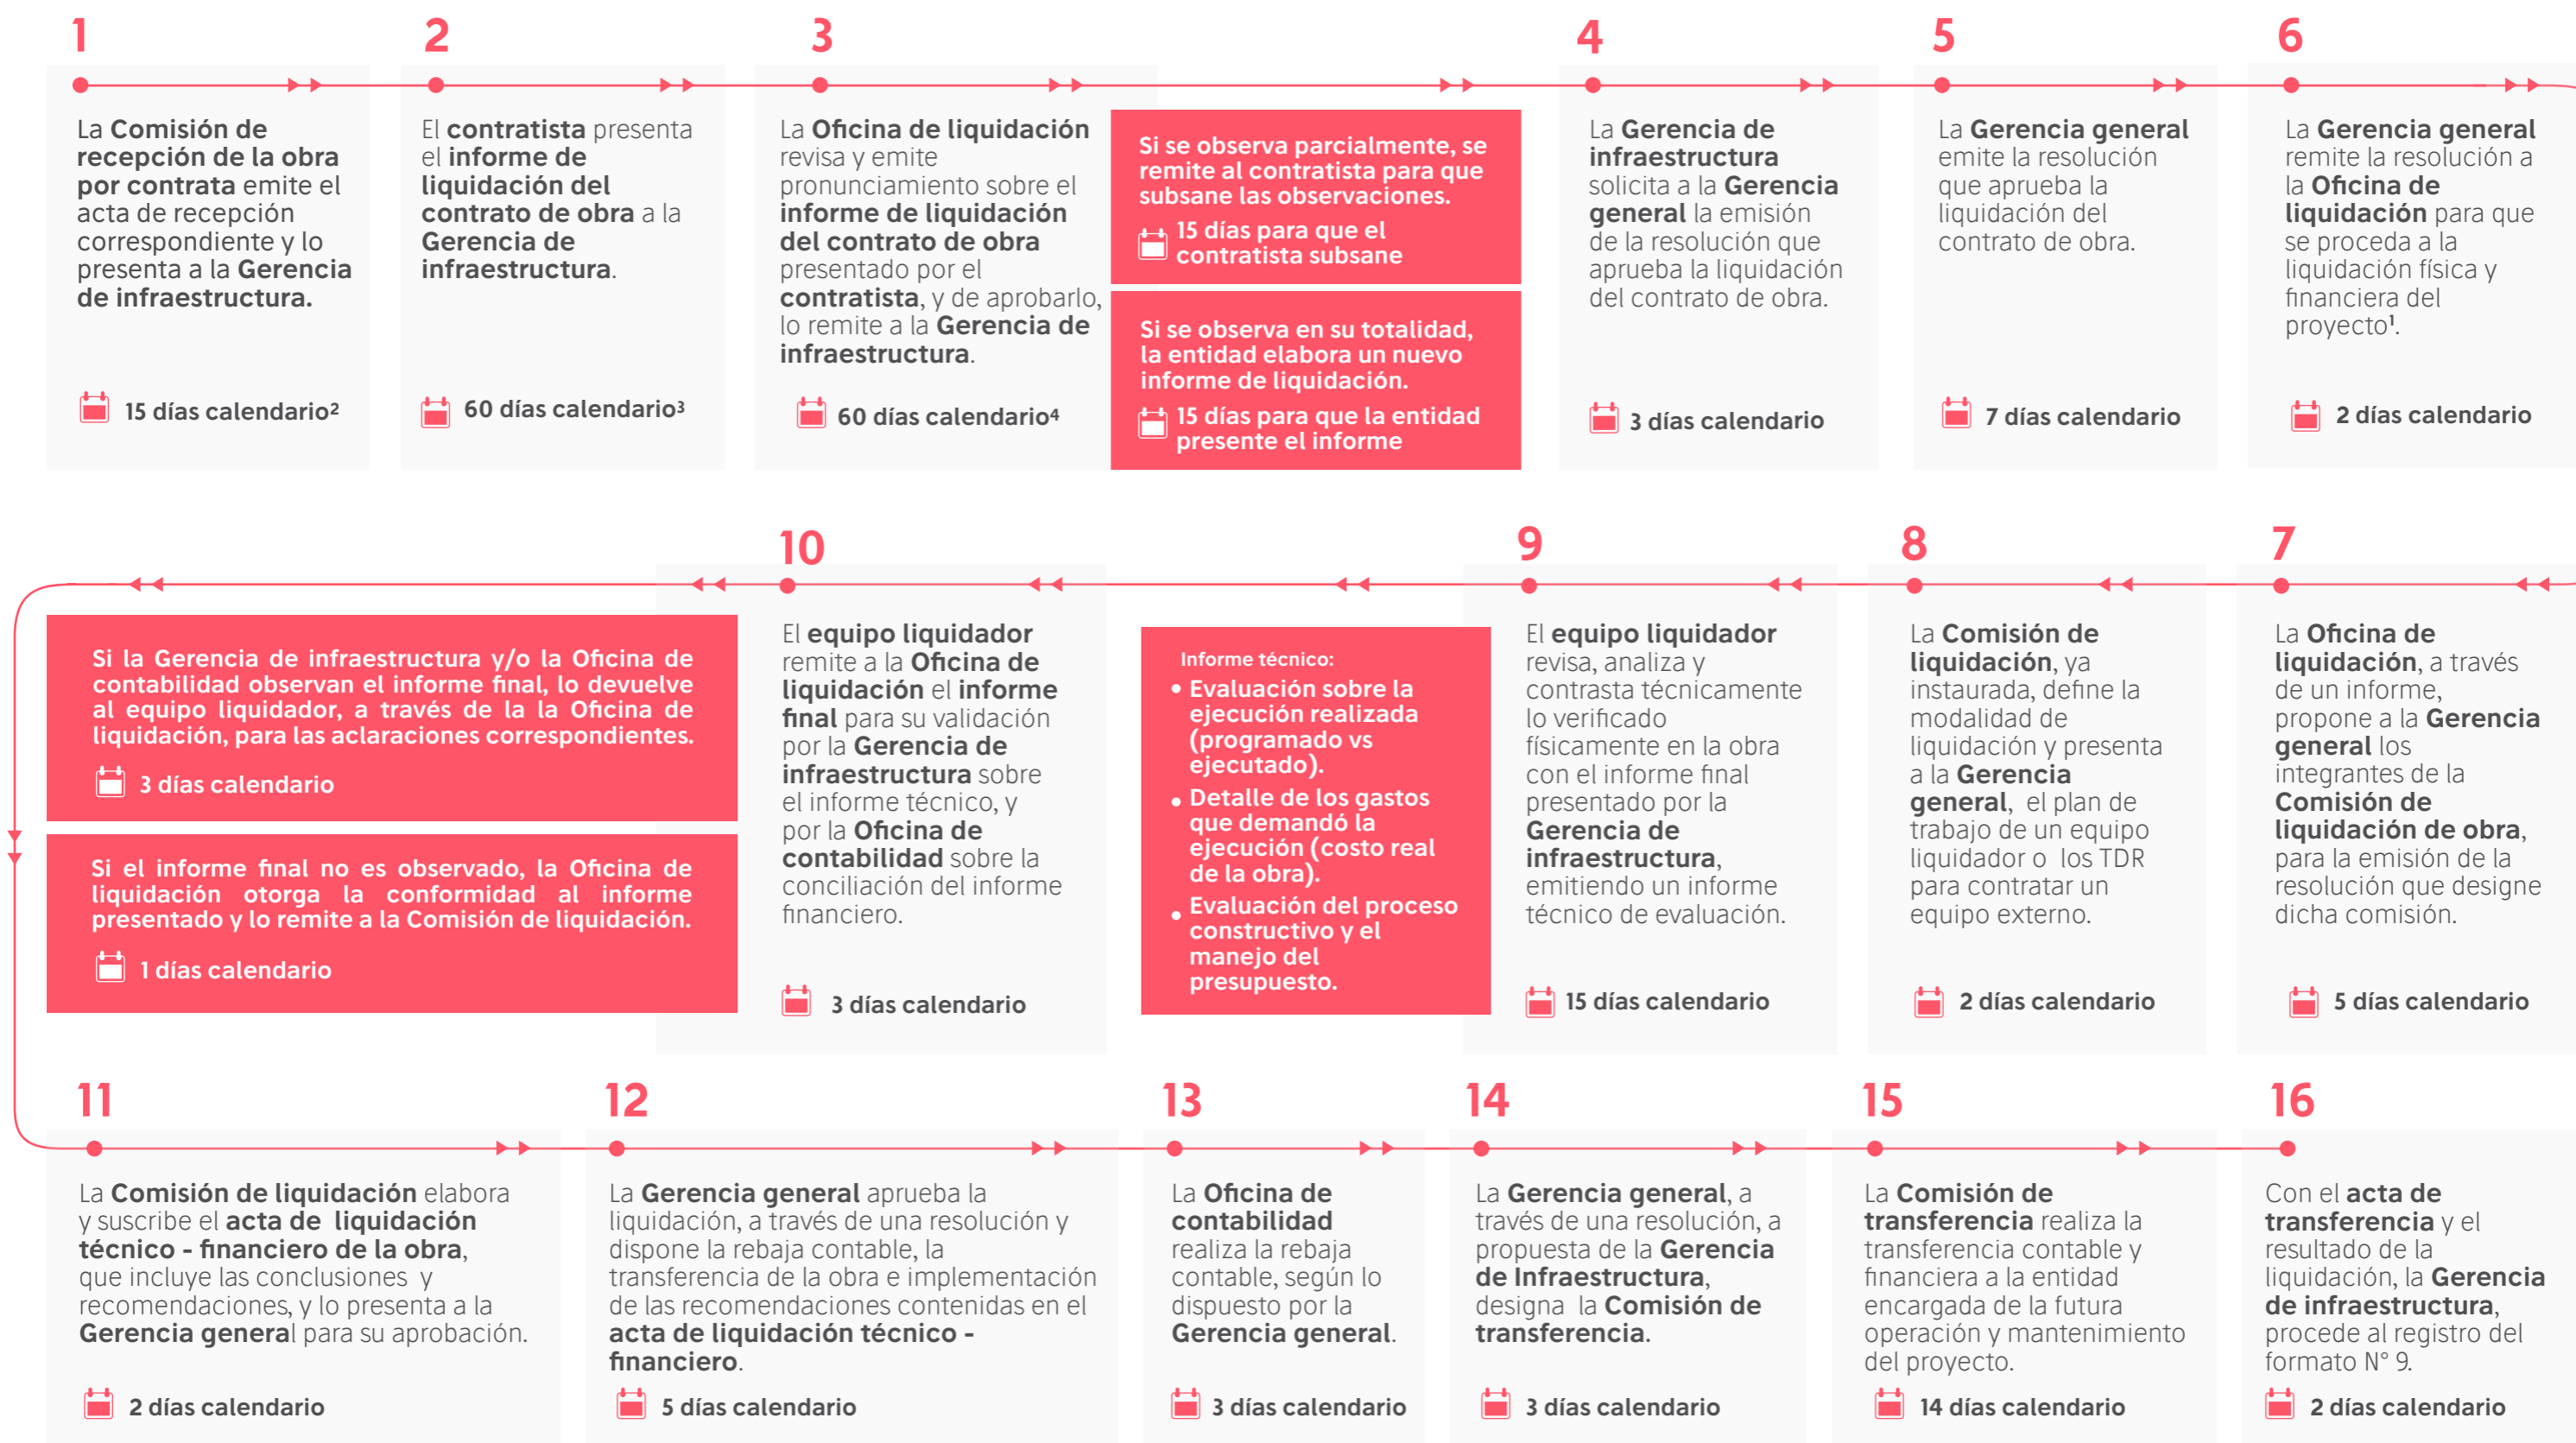 1
La Comisión de
recepción de la obra
por contrata emite el
acta de recepción
correspondiente y lo
presenta a la Gerencia
de infraestructura.
15 días calendario²
2
El contratista presenta
el informe de
liquidación del
contrato de obra a la
Gerencia de
infraestructura.
60 días calendario³
3
La Oficina de liquidación
revisa y emite
pronunciamiento sobre el
informe de liquidación
del contrato de obra
presentado por el
contratista, y de aprobarlo,
lo remite a la Gerencia de
infraestructura.
60 días calendario⁴
Si se observa parcialmente, se
remite al contratista para que
subsane las observaciones.
15 días para que el
contratista subsane
Si se observa en su totalidad,
la entidad elabora un nuevo
informe de liquidación.
15 días para que la entidad
presente el informe
4
La Gerencia de
infraestructura
solicita a la Gerencia
general la emisión
de la resolución que
aprueba la liquidación
del contrato de obra.
3 días calendario
5
La Gerencia general
emite la resolución
que aprueba la
liquidación del
contrato de obra.
7 días calendario
6
La Gerencia general
remite la resolución a
la Oficina de
liquidación para que
se proceda a la
liquidación física y
financiera del
proyecto¹.
2 días calendario
7
La Oficina de
liquidación, a través
de un informe,
propone a la Gerencia
general los
integrantes de la
Comisión de
liquidación de obra,
para la emisión de la
resolución que designe
dicha comisión.
5 días calendario
8
La Comisión de
liquidación, ya
instaurada, define la
modalidad de
liquidación y presenta
a la Gerencia
general, el plan de
trabajo de un equipo
liquidador o los TDR
para contratar un
equipo externo.
2 días calendario
9
El equipo liquidador
revisa, analiza y
contrasta técnicamente
lo verificado
físicamente en la obra
con el informe final
presentado por la
Gerencia de
infraestructura,
emitiendo un informe
técnico de evaluación.
15 días calendario
Informe técnico:
• Evaluación sobre la
ejecución realizada
(programado vs
ejecutado).
• Detalle de los gastos
que demandó la
ejecución (costo real
de la obra).
• Evaluación del proceso
constructivo y el
manejo del
presupuesto.
10
El equipo liquidador
remite a la Oficina de
liquidación el informe
final para su validación
por la Gerencia de
infraestructura sobre
el informe técnico, y
por la Oficina de
contabilidad sobre la
conciliación del informe
financiero.
3 días calendario
Si la Gerencia de infraestructura y/o la Oficina de
contabilidad observan el informe final, lo devuelve
al equipo liquidador, a través de la la Oficina de
liquidación, para las aclaraciones correspondientes.
3 días calendario
Si el informe final no es observado, la Oficina de
liquidación otorga la conformidad al informe
presentado y lo remite a la Comisión de liquidación.
1 días calendario
11
La Comisión de liquidación elabora
y suscribe el acta de liquidación
técnico - financiero de la obra,
que incluye las conclusiones y
recomendaciones, y lo presenta a la
Gerencia general para su aprobación.
2 días calendario
12
La Gerencia general aprueba la
liquidación, a través de una resolución y
dispone la rebaja contable, la
transferencia de la obra e implementación
de las recomendaciones contenidas en el
acta de liquidación técnico -
financiero.
5 días calendario
13
La Oficina de
contabilidad
realiza la rebaja
contable, según lo
dispuesto por la
Gerencia general.
3 días calendario
14
La Gerencia general, a
través de una resolución, a
propuesta de la Gerencia
de Infraestructura,
designa la Comisión de
transferencia.
3 días calendario
15
La Comisión de
transferencia realiza la
transferencia contable y
financiera a la entidad
encargada de la futura
operación y mantenimiento
del proyecto.
14 días calendario
16
Con el acta de
transferencia y el
resultado de la
liquidación, la Gerencia
de infraestructura,
procede al registro del
formato N° 9.
2 días calendario